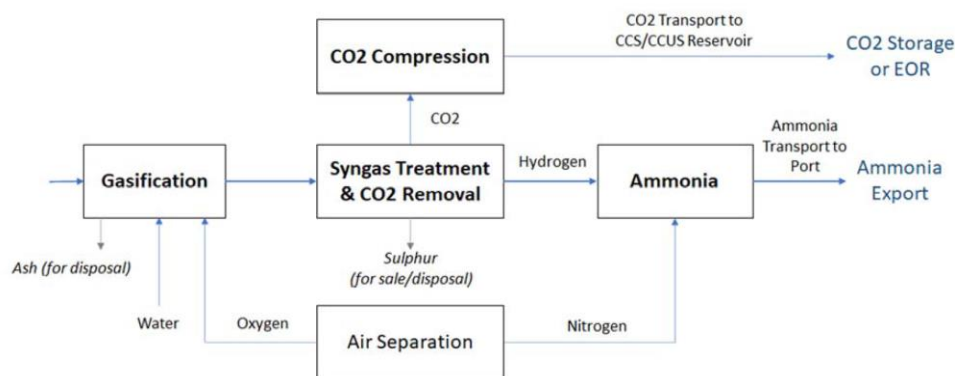 CO2 Transport to
CCS/CCUS Reservoir
CO2 Compression
CO2 Storage
or EOR
CO2
Gasification
Syngas Treatment
& CO2 Removal
Hydrogen
Ammonia
Ammonia
Transport to
Port
Ammonia
Export
Ash (for disposal)
Sulphur
(for sale/disposal)
Water
Oxygen
Air Separation
Nitrogen